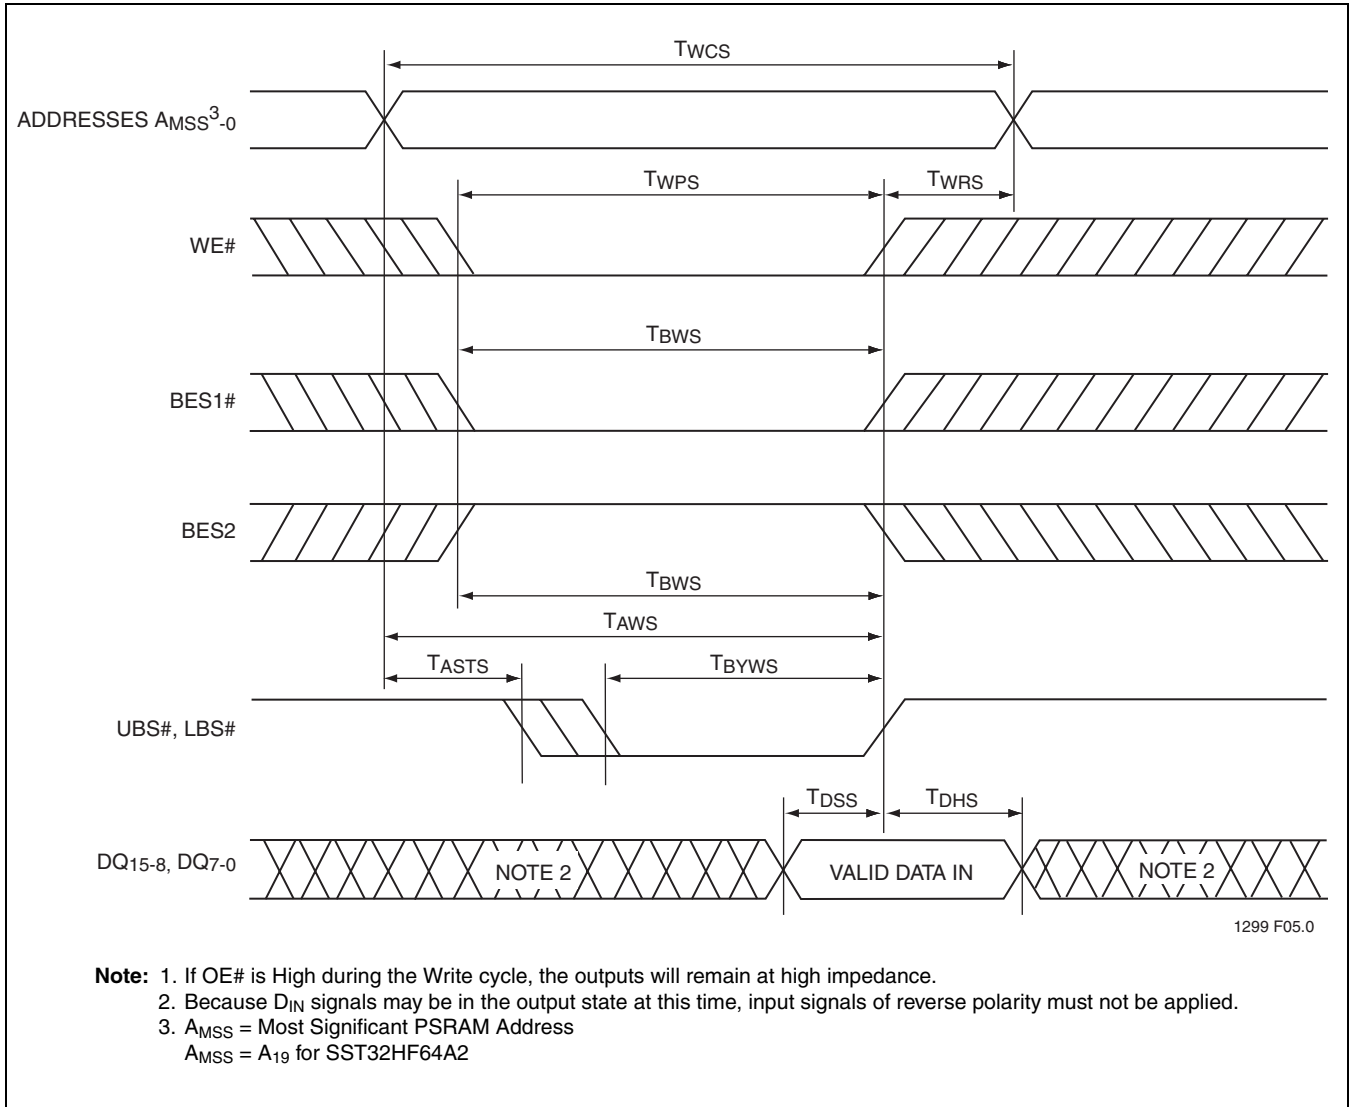 TWCS
ADDRESSES AMSS3-0
TWPS
TWRS
WE#
TBWS
BES1#
BES2
TBWS
TAWS
TASTS
TBYWS
UBS#, LBS#
TDSS
TDHS
DQ15-8, DQ7-0
NOTE 2
VALID DATA IN
NOTE 2
1299 F05.0
Note: 1. If OE# is High during the Write cycle, the outputs will remain at high impedance.
2. Because DIN signals may be in the output state at this time, input signals of reverse polarity must not be applied.
3. AMSS = Most Significant PSRAM Address
AMSS = A19 for SST32HF64A2